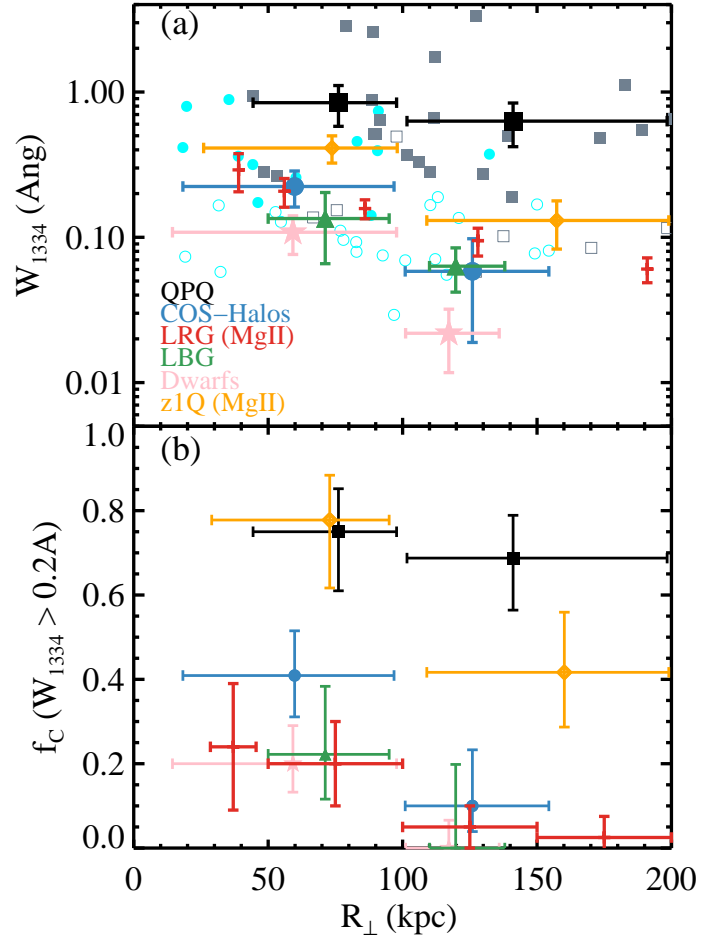 (a)
1.00
0.10
0.01
W1334 (Ang)
QPQ
COS−Halos
LRG (MgII)
LBG
Dwarfs
z1Q (MgII)
(b)
1.0
0.8
0.6
0.4
0.2
0.0
fC (W1334 > 0.2A)
0
50
100
150
200
R⊥ (kpc)